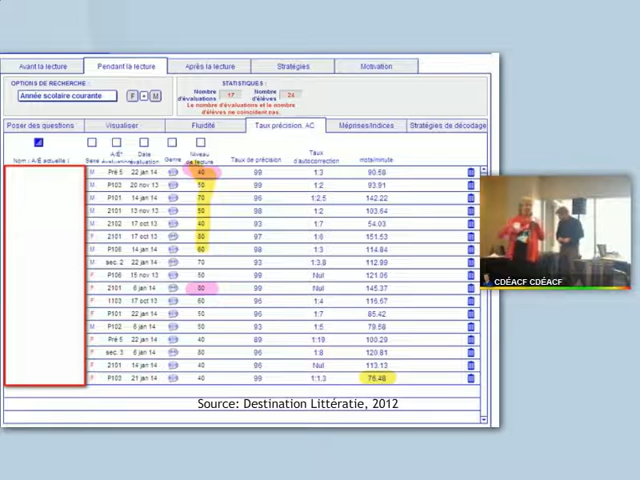 Avant la lecture Pendant la lecture Après la lecture Stratégies Motivation
OPTIONS DE RECHERCHE : STATISTIQUES :
Année scolaire courante F + M Nombre d'évaluations 17 Nombre d'élèves 24
Le nombre d'évaluations et le nombre
d'élèves ne coïncident pas.
Poser des questions Visualiser Fluidité Taux précision, AC Méprises/Indices Stratégies de décodage
Nom ( A/É actuelle ) Sexe A/É* évaluation Date évaluation Genre Niveau de lecture Taux de précision Taux d'autocorrection mots/minute
M Pré 5 22 jan 14 40 99 1:3 90.58
M P103 20 nov 13 50 99 1:2 93.91
M P101 14 jan 14 70 96 1:2,5 142.22
M 2101 13 nov 13 50 98 1:2 103.64
M 2102 17 oct 13 40 93 1:7 54.03
F 2101 17 oct 13 97 1:6 151.53
M P106 14 jan 14 60 98 1:3 114.84
M sec. 2 22 jan 14 70 93 1:3,8 112.99
F P106 15 nov 13 50 99 Nul 121.06
F 2101 6 jan 14 99 Nul 145.37
F 1103 17 oct 13 60 96 1:4 116.57
F P101 22 jan 14 50 96 1:7 85.42
M P102 6 jan 14 50 93 1:5 79.58
F Pré 5 22 jan 14 40 89 1:19 100.29
F sec. 3 6 jan 14 96 1:8 120.81
F 2101 14 jan 14 40 96 Nul 113.13
F P103 21 jan 14 40 99 1:1.3 76.48
Source: Destination Littératie, 2012
CDÉACF CDÉACF